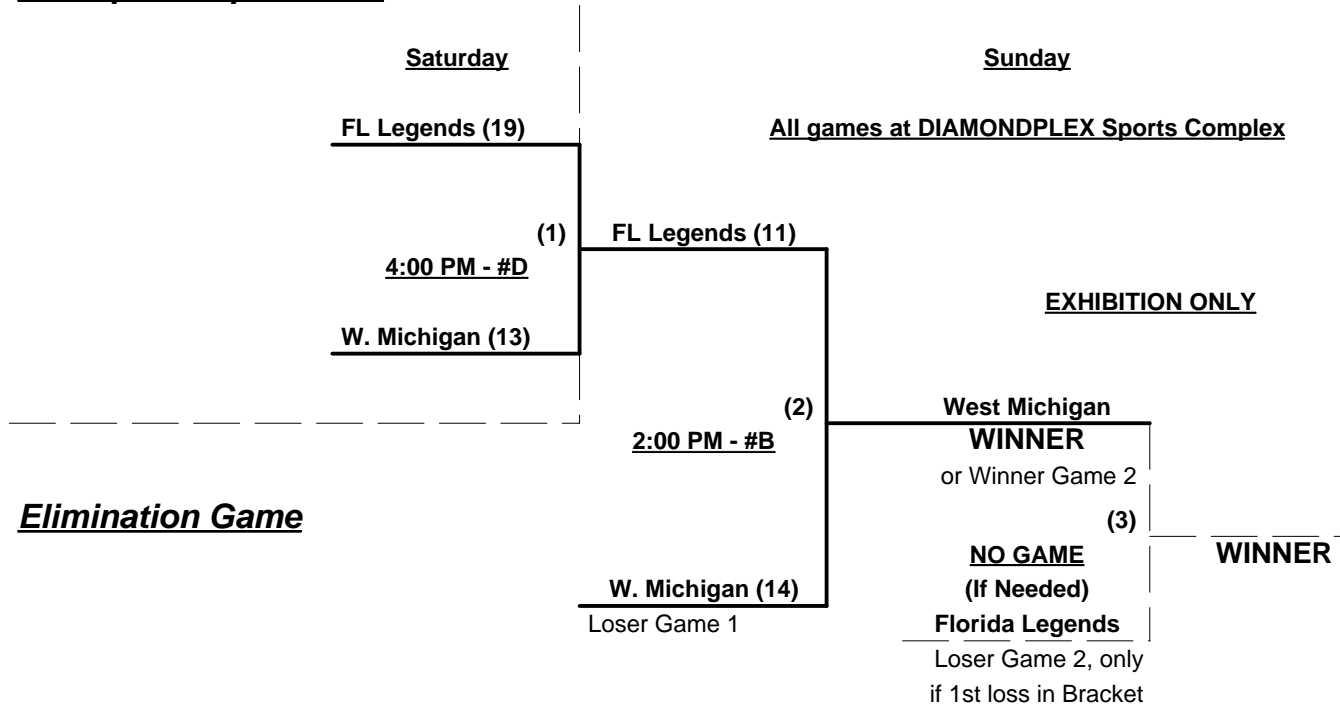 Saturday
Sunday
FL Legends (19)
All games at DIAMONDPLEX Sports Complex
(1)
FL Legends (11)
4:00 PM - #D
EXHIBITION ONLY
W. Michigan (13)
(2)
West Michigan
2:00 PM - #B
WINNER
or Winner Game 2
Elimination Game
(3)
NO GAME
WINNER
(If Needed)
W. Michigan (14)
Loser Game 1
Florida Legends
Loser Game 2, only
if 1st loss in Bracket